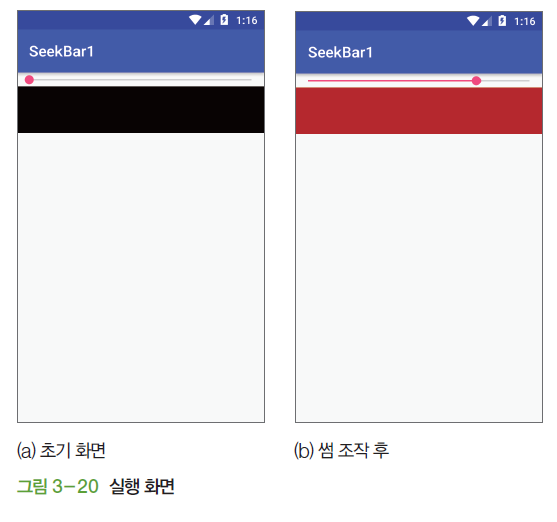 1:16
SeekBar1
1:16
SeekBar1
(a) 초기 화면
(b) 썸 조작 후
그림 3-20 실행 화면